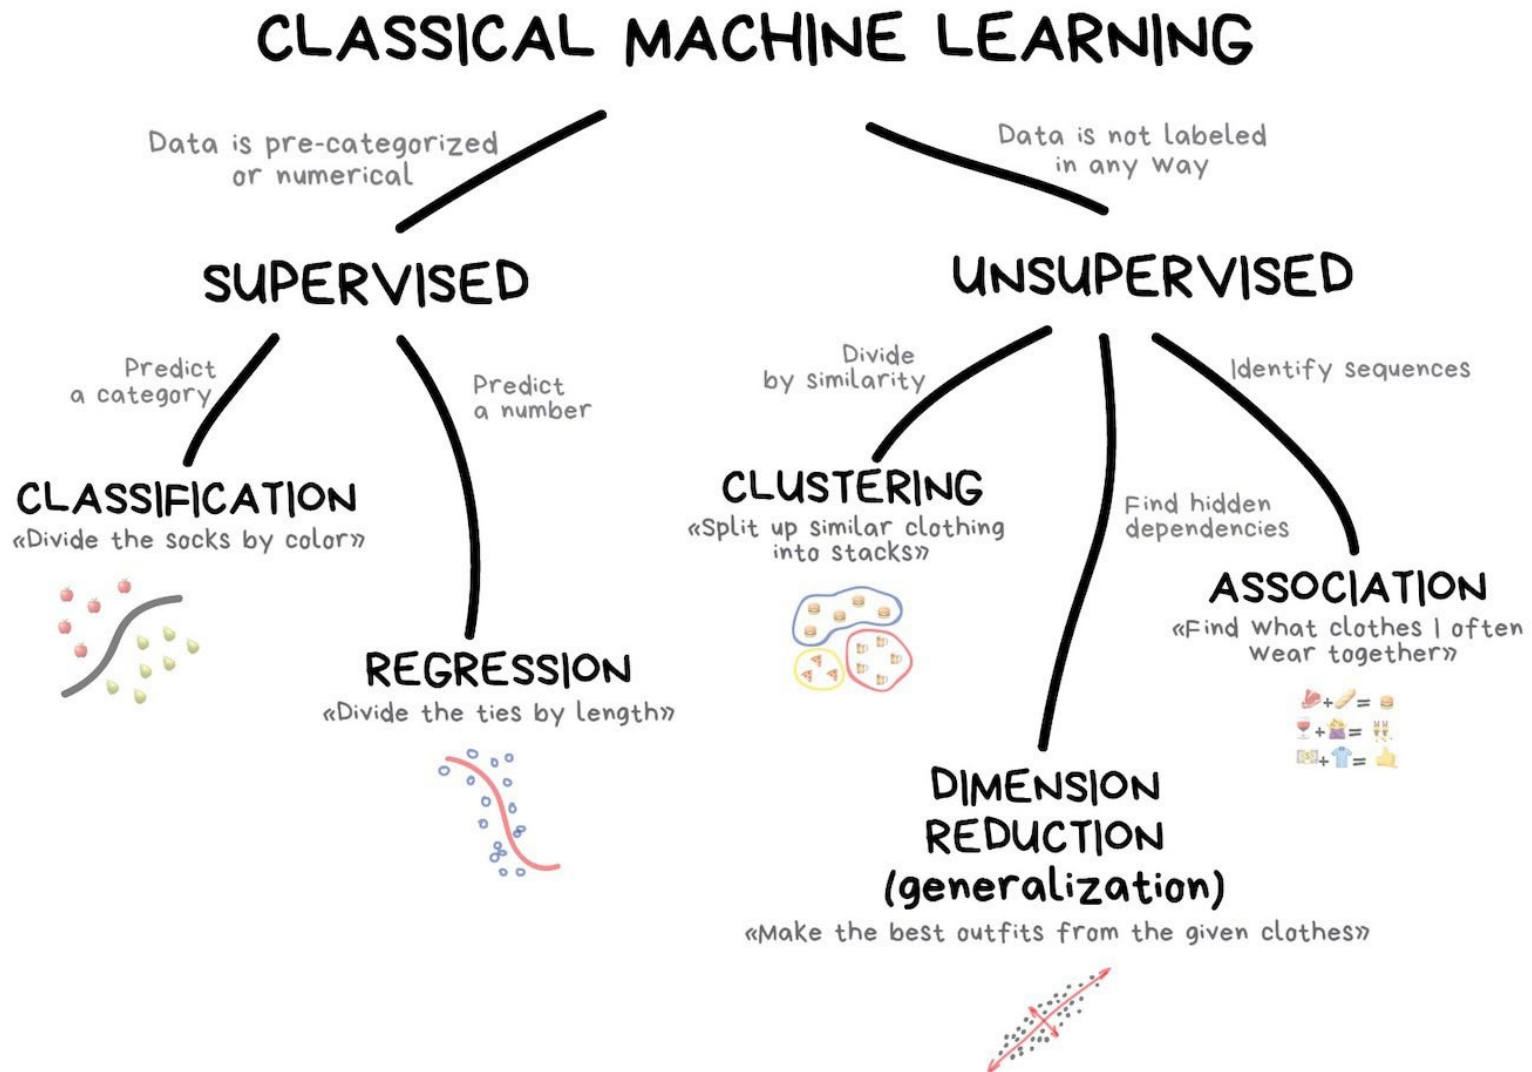 CLASSICAL MACHINE LEARNING
Data is pre-categorized
or numerical
Data is not labeled
in any way
SUPERVISED
UNSUPERVISED
Predict
a category
Predict
a number
Divide
by similarity
Identify sequences
CLASSIFICATION
«Divide the socks by color»
CLUSTERING
«Split up similar clothing
into stacks»
Find hidden
dependencies
ASSOCIATION
«Find what clothes I often
wear together»
REGRESSION
«Divide the ties by length»
+ =
+ =
+ =
DIMENSION
REDUCTION
(generalization)
«Make the best outfits from the given clothes»